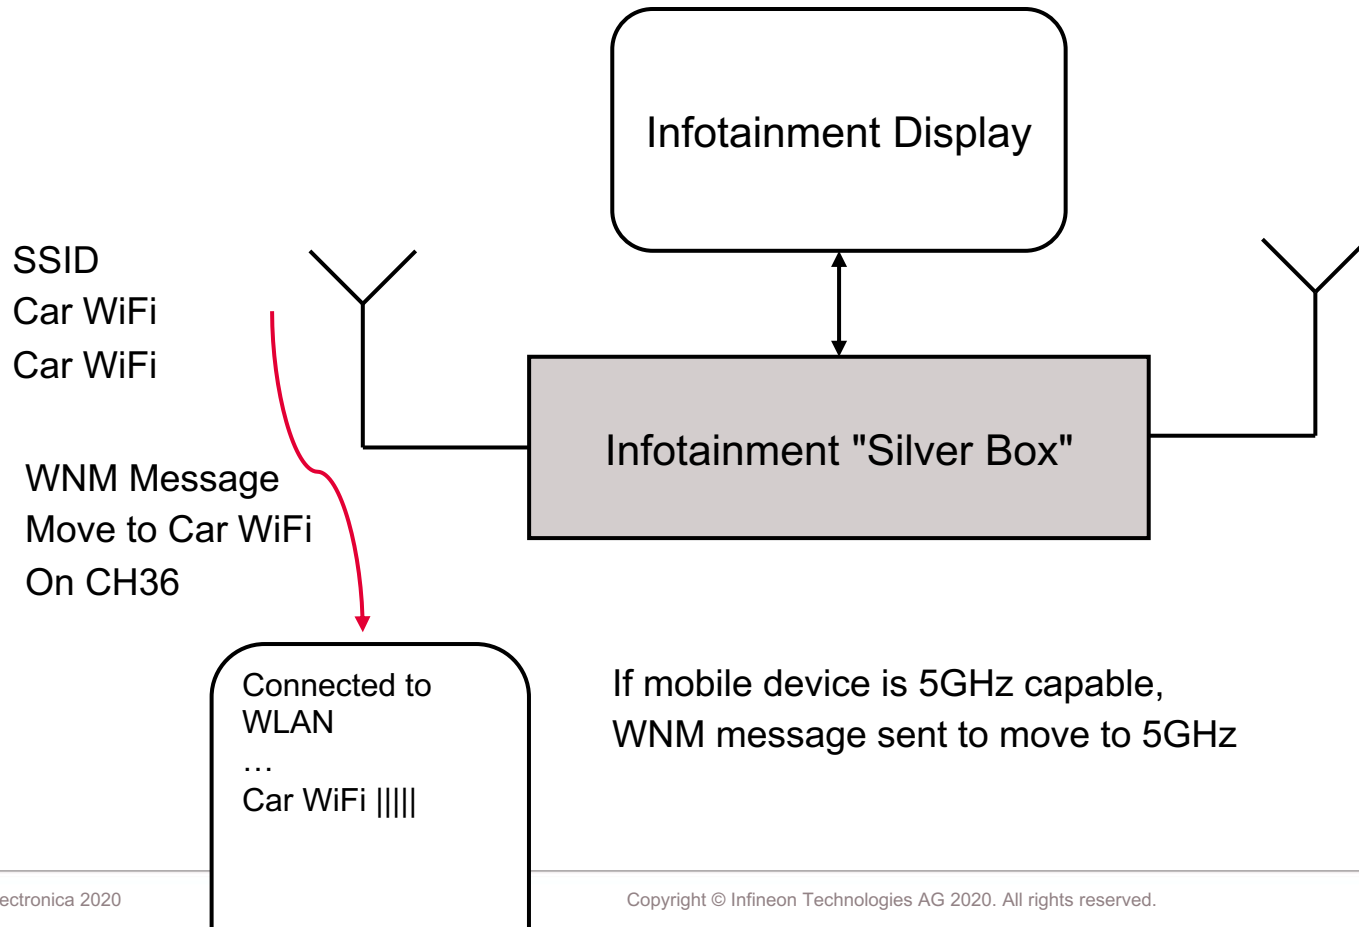 Infotainment Display
SSID
Car WiFi
Car WiFi
Infotainment "Silver Box"
WNM Message
Move to Car WiFi
On CH36
Connected to
WLAN
…
Car WiFi |||||
If mobile device is 5GHz capable,
WNM message sent to move to 5GHz
2020
Copyright © Infineon Technologies AG 2020. All rights reserved.